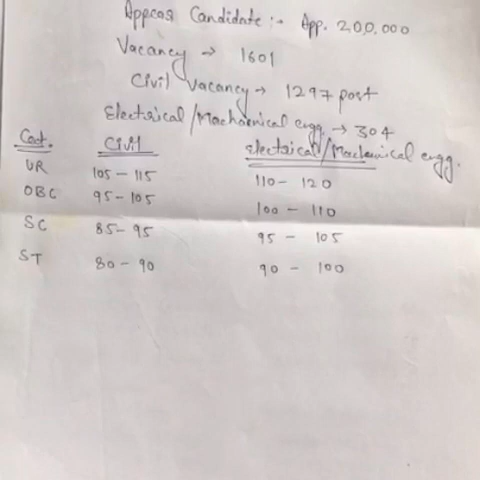 Appcos Candidate :- App. 200.000
Vacancy → 1601
Civil Vacancy → 1297 post
Electrical / Machaenical engg. → 304
Cat. Civil Electrical / Mechanical engg.
UR 105 - 115 110 - 120
OBC 95 - 105 100 - 110
SC 85 - 95 95 - 105
ST 80 - 90 90 - 100